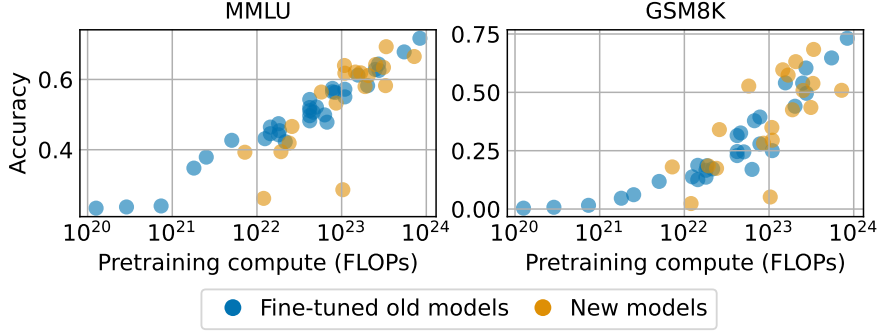 MMLU
GSM8K
Accuracy
0.6
0.4
10^20
10^21
10^22
10^23
10^24
Pretraining compute (FLOPs)
0.75
0.50
0.25
0.00
10^20
10^21
10^22
10^23
10^24
Pretraining compute (FLOPs)
Fine-tuned old models
New models